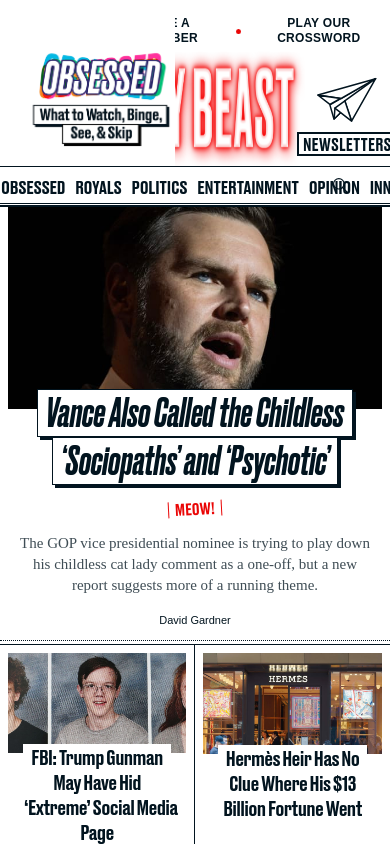 E A
PLAY OUR
BER
CROSSWORD
OBSESSED
What to Watch, Binge,
See, & Skip
Y BEAST
NEWSLETTERS
OBSESSED ROYALS POLITICS ENTERTAINMENT OPINION INN
Vance Also Called the Childless
‘Sociopaths’ and ‘Psychotic’
MEOW!
The GOP vice presidential nominee is trying to play down
his childless cat lady comment as a one-off, but a new
report suggests more of a running theme.
David Gardner
HERMÈS
HERMÈS
FBI: Trump Gunman
May Have Hid
‘Extreme’ Social Media
Page
Hermès Heir Has No
Clue Where His $13
Billion Fortune Went